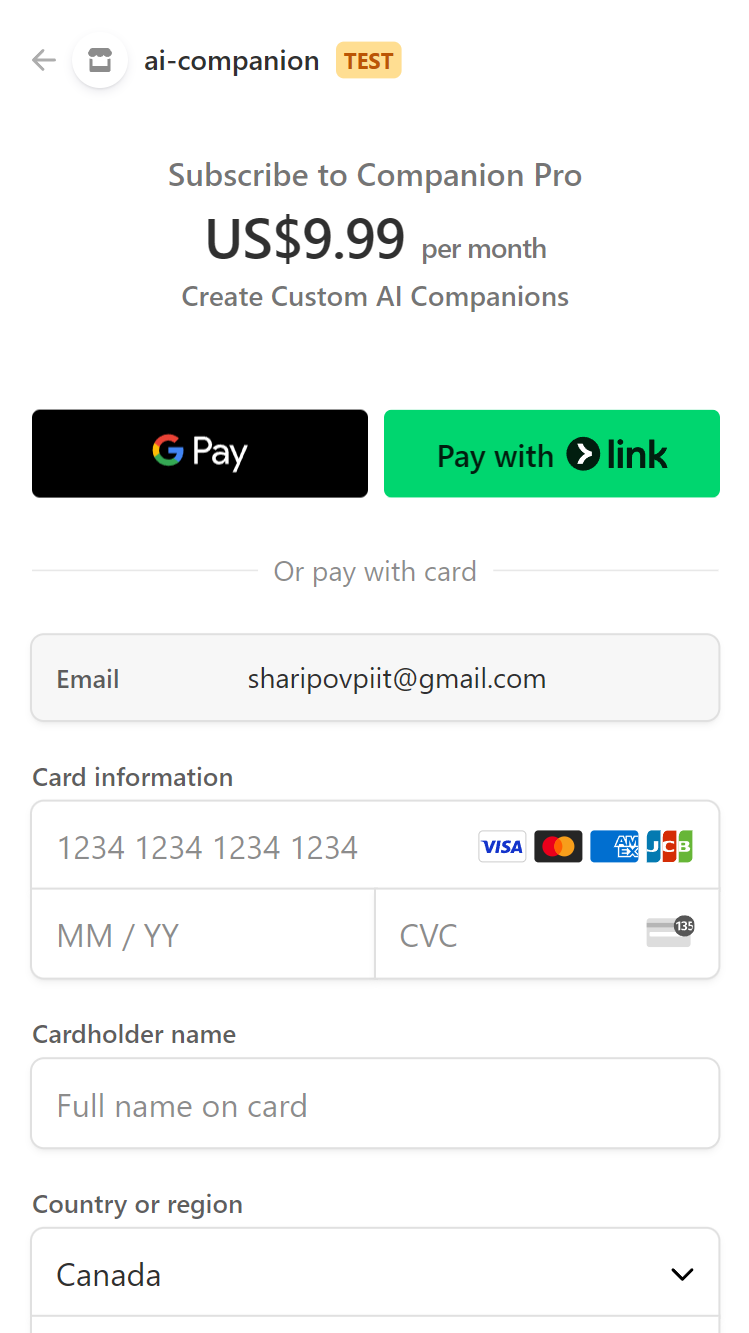 ai-companion TEST
Subscribe to Companion Pro
US$9.99 per month
Create Custom AI Companions
G Pay Pay with link
Or pay with card
Email sharipovpiit@gmail.com
Card information
1234 1234 1234 1234 VISA AMEX JCB
MM / YY CVC 135
Cardholder name
Full name on card
Country or region
Canada